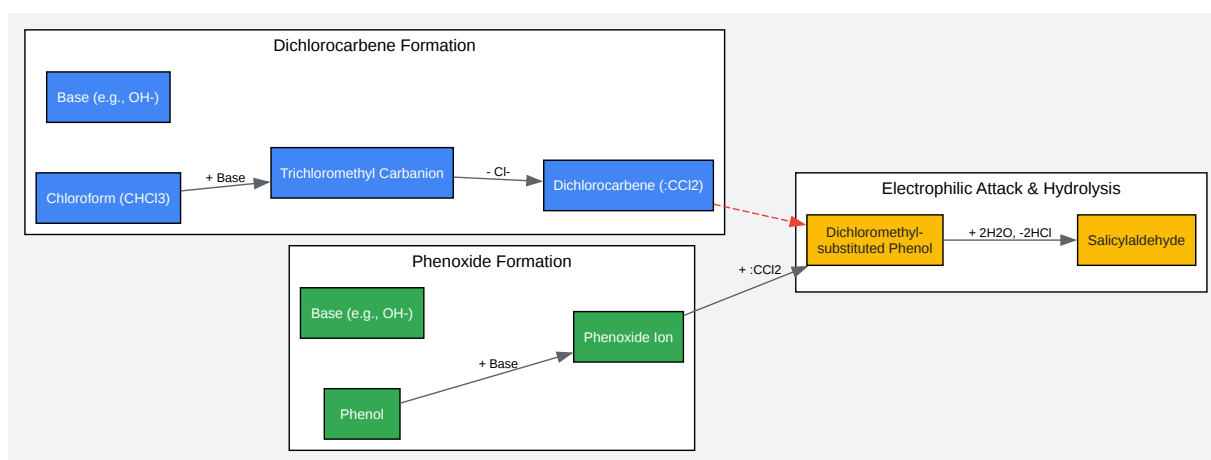 Dichlorocarbene Formation
Base (e.g., OH-)
Chloroform (CHCl3)
+ Base
Trichloromethyl Carbanion
- Cl-
Dichlorocarbene (:CCl2)
Phenoxide Formation
Base (e.g., OH-)
Phenol
+ Base
Phenoxide Ion
+ :CCl2
Electrophilic Attack & Hydrolysis
Dichloromethyl-
substituted Phenol
+ 2H2O, -2HCl
Salicylaldehyde